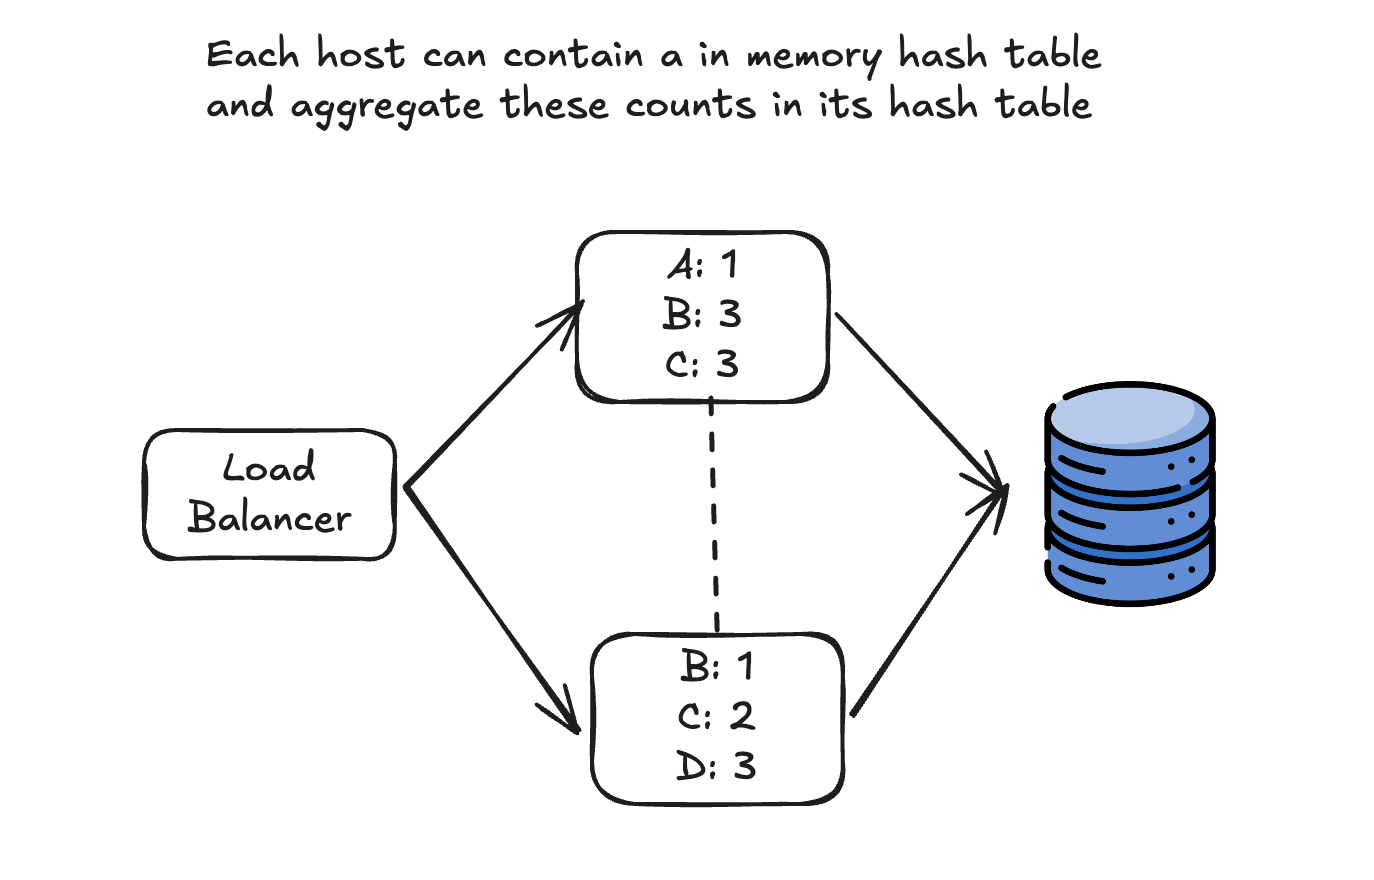 Each host can contain a in memory hash table
and aggregate these counts in its hash table
A: 1
B: 3
C: 3
Load
Balancer
B: 1
C: 2
D: 3